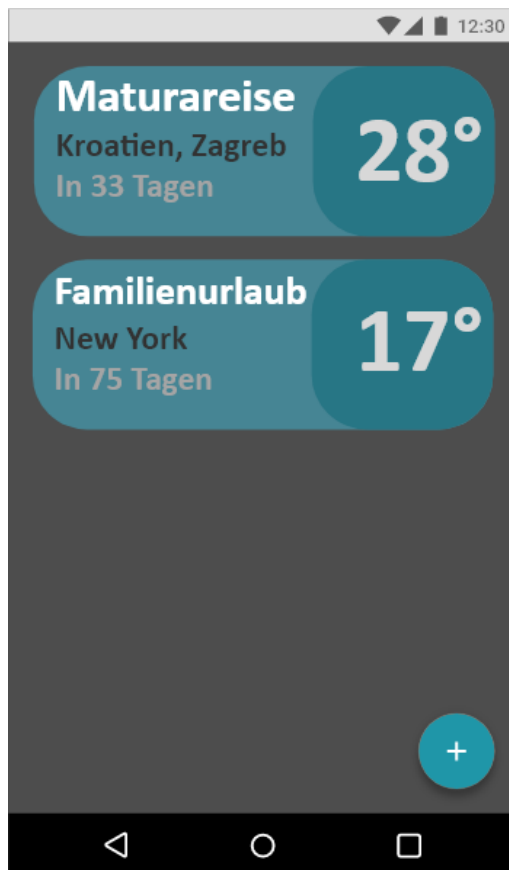 12:30
Maturareise
Kroatien, Zagreb
In 33 Tagen
28°
Familienurlaub
New York
In 75 Tagen
17°
+